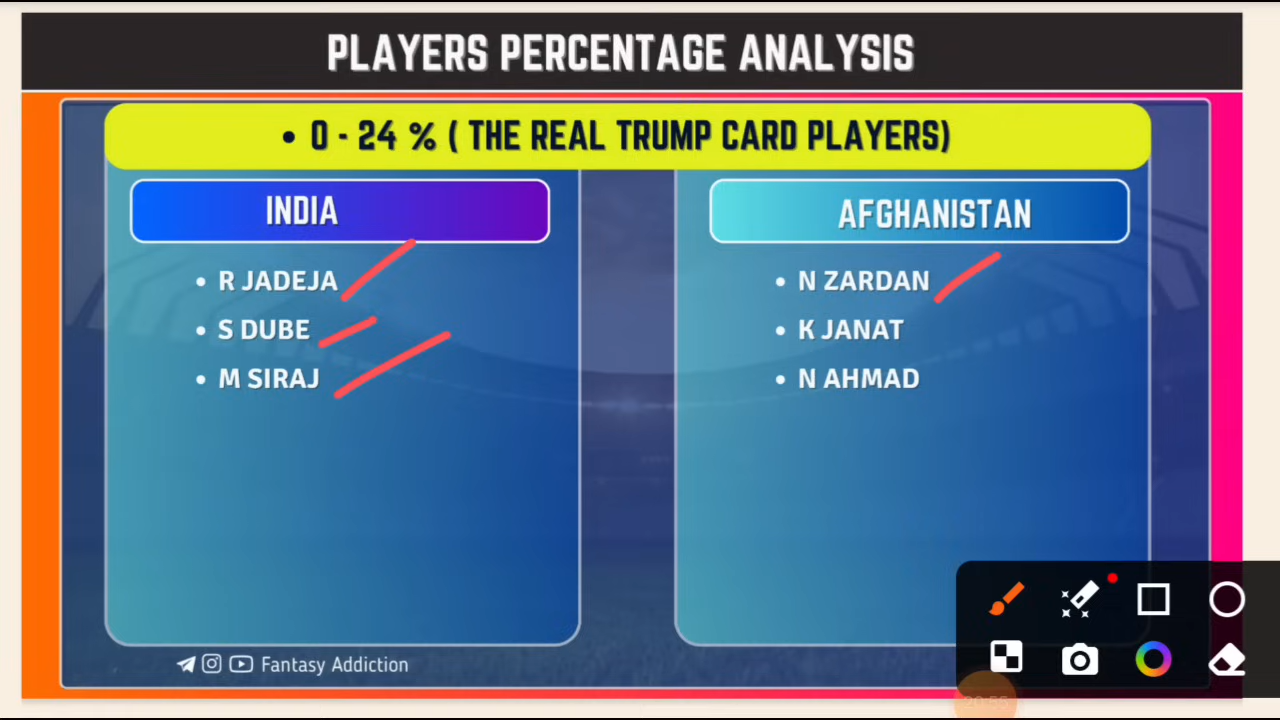 PLAYERS PERCENTAGE ANALYSIS
• 0 - 24 % ( THE REAL TRUMP CARD PLAYERS)
INDIA
• R JADEJA
• S DUBE
• M SIRAJ
AFGHANISTAN
• N ZARDAN
• K JANAT
• N AHMAD
Fantasy Addiction